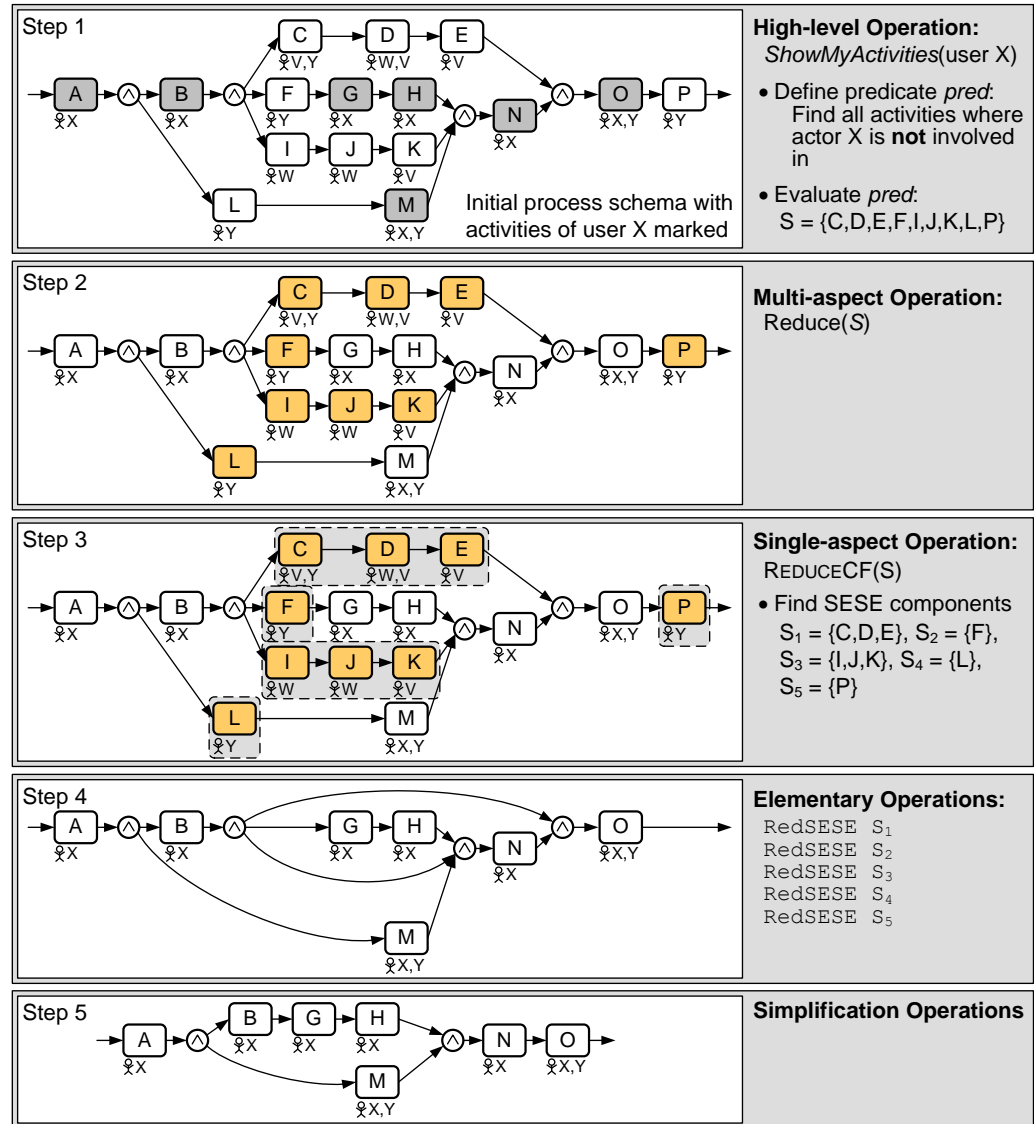 Step 1
C D E
V,Y W,V V
A ∧ B ∧ F G H ∧ N ∧ O P
X X Y X X X X,Y Y
I J K
W W V
L M
Y X,Y
Initial process schema with
activities of user X marked
High-level Operation:
ShowMyActivities(user X)
• Define predicate pred:
Find all activities where
actor X is not involved
in
• Evaluate pred:
S = {C,D,E,F,I,J,K,L,P}
Step 2
C D E
V,Y W,V V
A ∧ B ∧ F G H ∧ N ∧ O P
X X Y X X X X,Y Y
I J K
W W V
L M
Y X,Y
Multi-aspect Operation:
Reduce(S)
Step 3
C D E
V,Y W,V V
A ∧ B ∧ F G H ∧ N ∧ O P
X X Y X X X X,Y Y
I J K
W W V
L M
Y X,Y
Single-aspect Operation:
REDUCECF(S)
• Find SESE components
S1 = {C,D,E}, S2 = {F},
S3 = {I,J,K}, S4 = {L},
S5 = {P}
Step 4
A ∧ B ∧ G H ∧ N ∧ O
X X X X X X,Y
M
X,Y
Elementary Operations:
RedSESE S1
RedSESE S2
RedSESE S3
RedSESE S4
RedSESE S5
Step 5
A ∧ B G H ∧ N O
X X X X X X,Y
M
X,Y
Simplification Operations